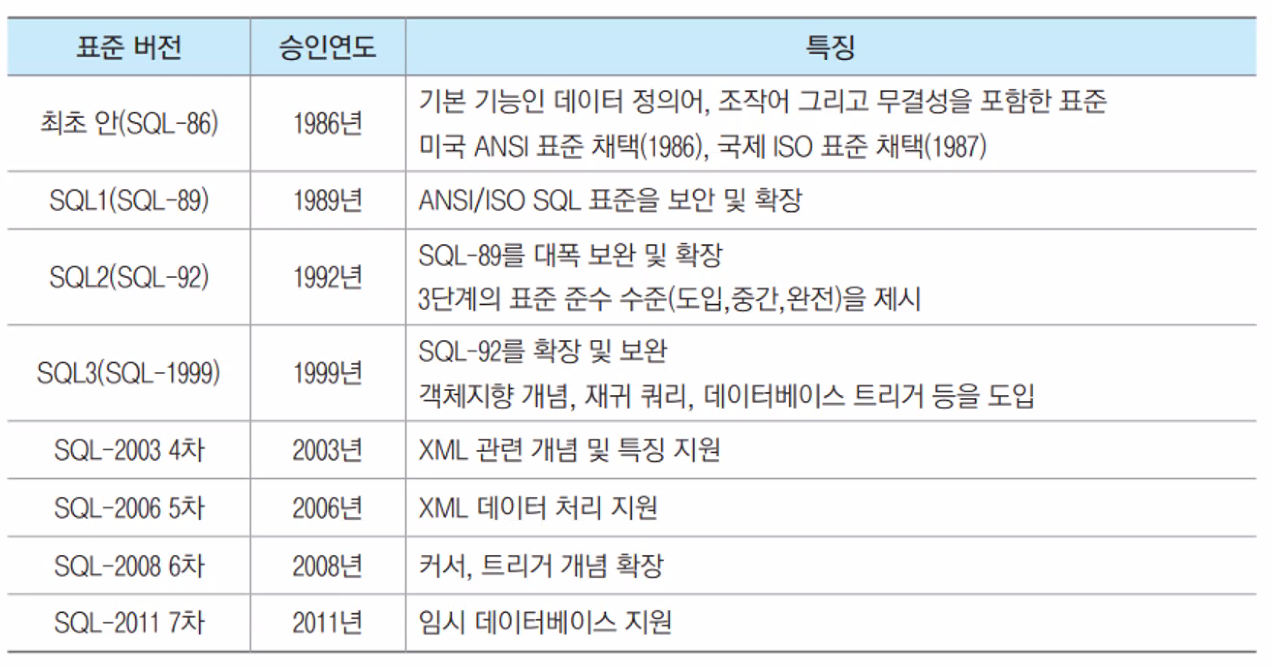 표준 버전 승인연도 특징
최초 안(SQL-86) 1986년 기본 기능인 데이터 정의어, 조작어 그리고 무결성을 포함한 표준
미국 ANSI 표준 채택(1986), 국제 ISO 표준 채택(1987)
SQL1(SQL-89) 1989년 ANSI/ISO SQL 표준을 보안 및 확장
SQL2(SQL-92) 1992년 SQL-89를 대폭 보완 및 확장
3단계의 표준 준수 수준(도입,중간,완전)을 제시
SQL3(SQL-1999) 1999년 SQL-92를 확장 및 보완
객체지향 개념, 재귀 쿼리, 데이터베이스 트리거 등을 도입
SQL-2003 4차 2003년 XML 관련 개념 및 특징 지원
SQL-2006 5차 2006년 XML 데이터 처리 지원
SQL-2008 6차 2008년 커서, 트리거 개념 확장
SQL-2011 7차 2011년 임시 데이터베이스 지원